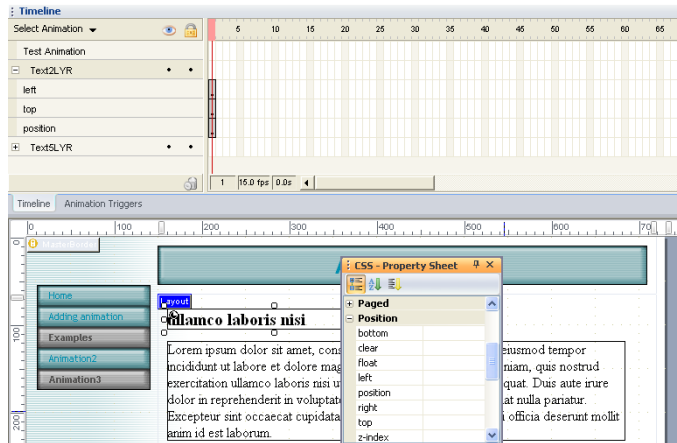 Timeline
Select Animation
5 10 15 20 25 30 35 40 45 50 55 60 65
Test Animation
Text2LYR
left
top
position
Text5LYR
1 15.0 fps 0.0s
Timeline Animation Triggers
0 100 200 300 400 500 600 70
MasterBorder
A
CSS - Property Sheet
Paged
Position
bottom
clear
float
left
position
right
top
z-index
Home
Adding animation
Examples
Animation2
Animation3
100
200
Layout
ullamco laboris nisi
Lorem ipsum dolor sit amet, cons eiusmod tempor
incididunt ut labore et dolore mag niam, quis nostrud
exercitation ullamco laboris nisi u quat. Duis aute irure
dolor in reprehenderit in voluptat at nulla pariatur.
Excepteur sint occaecat cupidata i officia deserunt mollit
anim id est laborum.